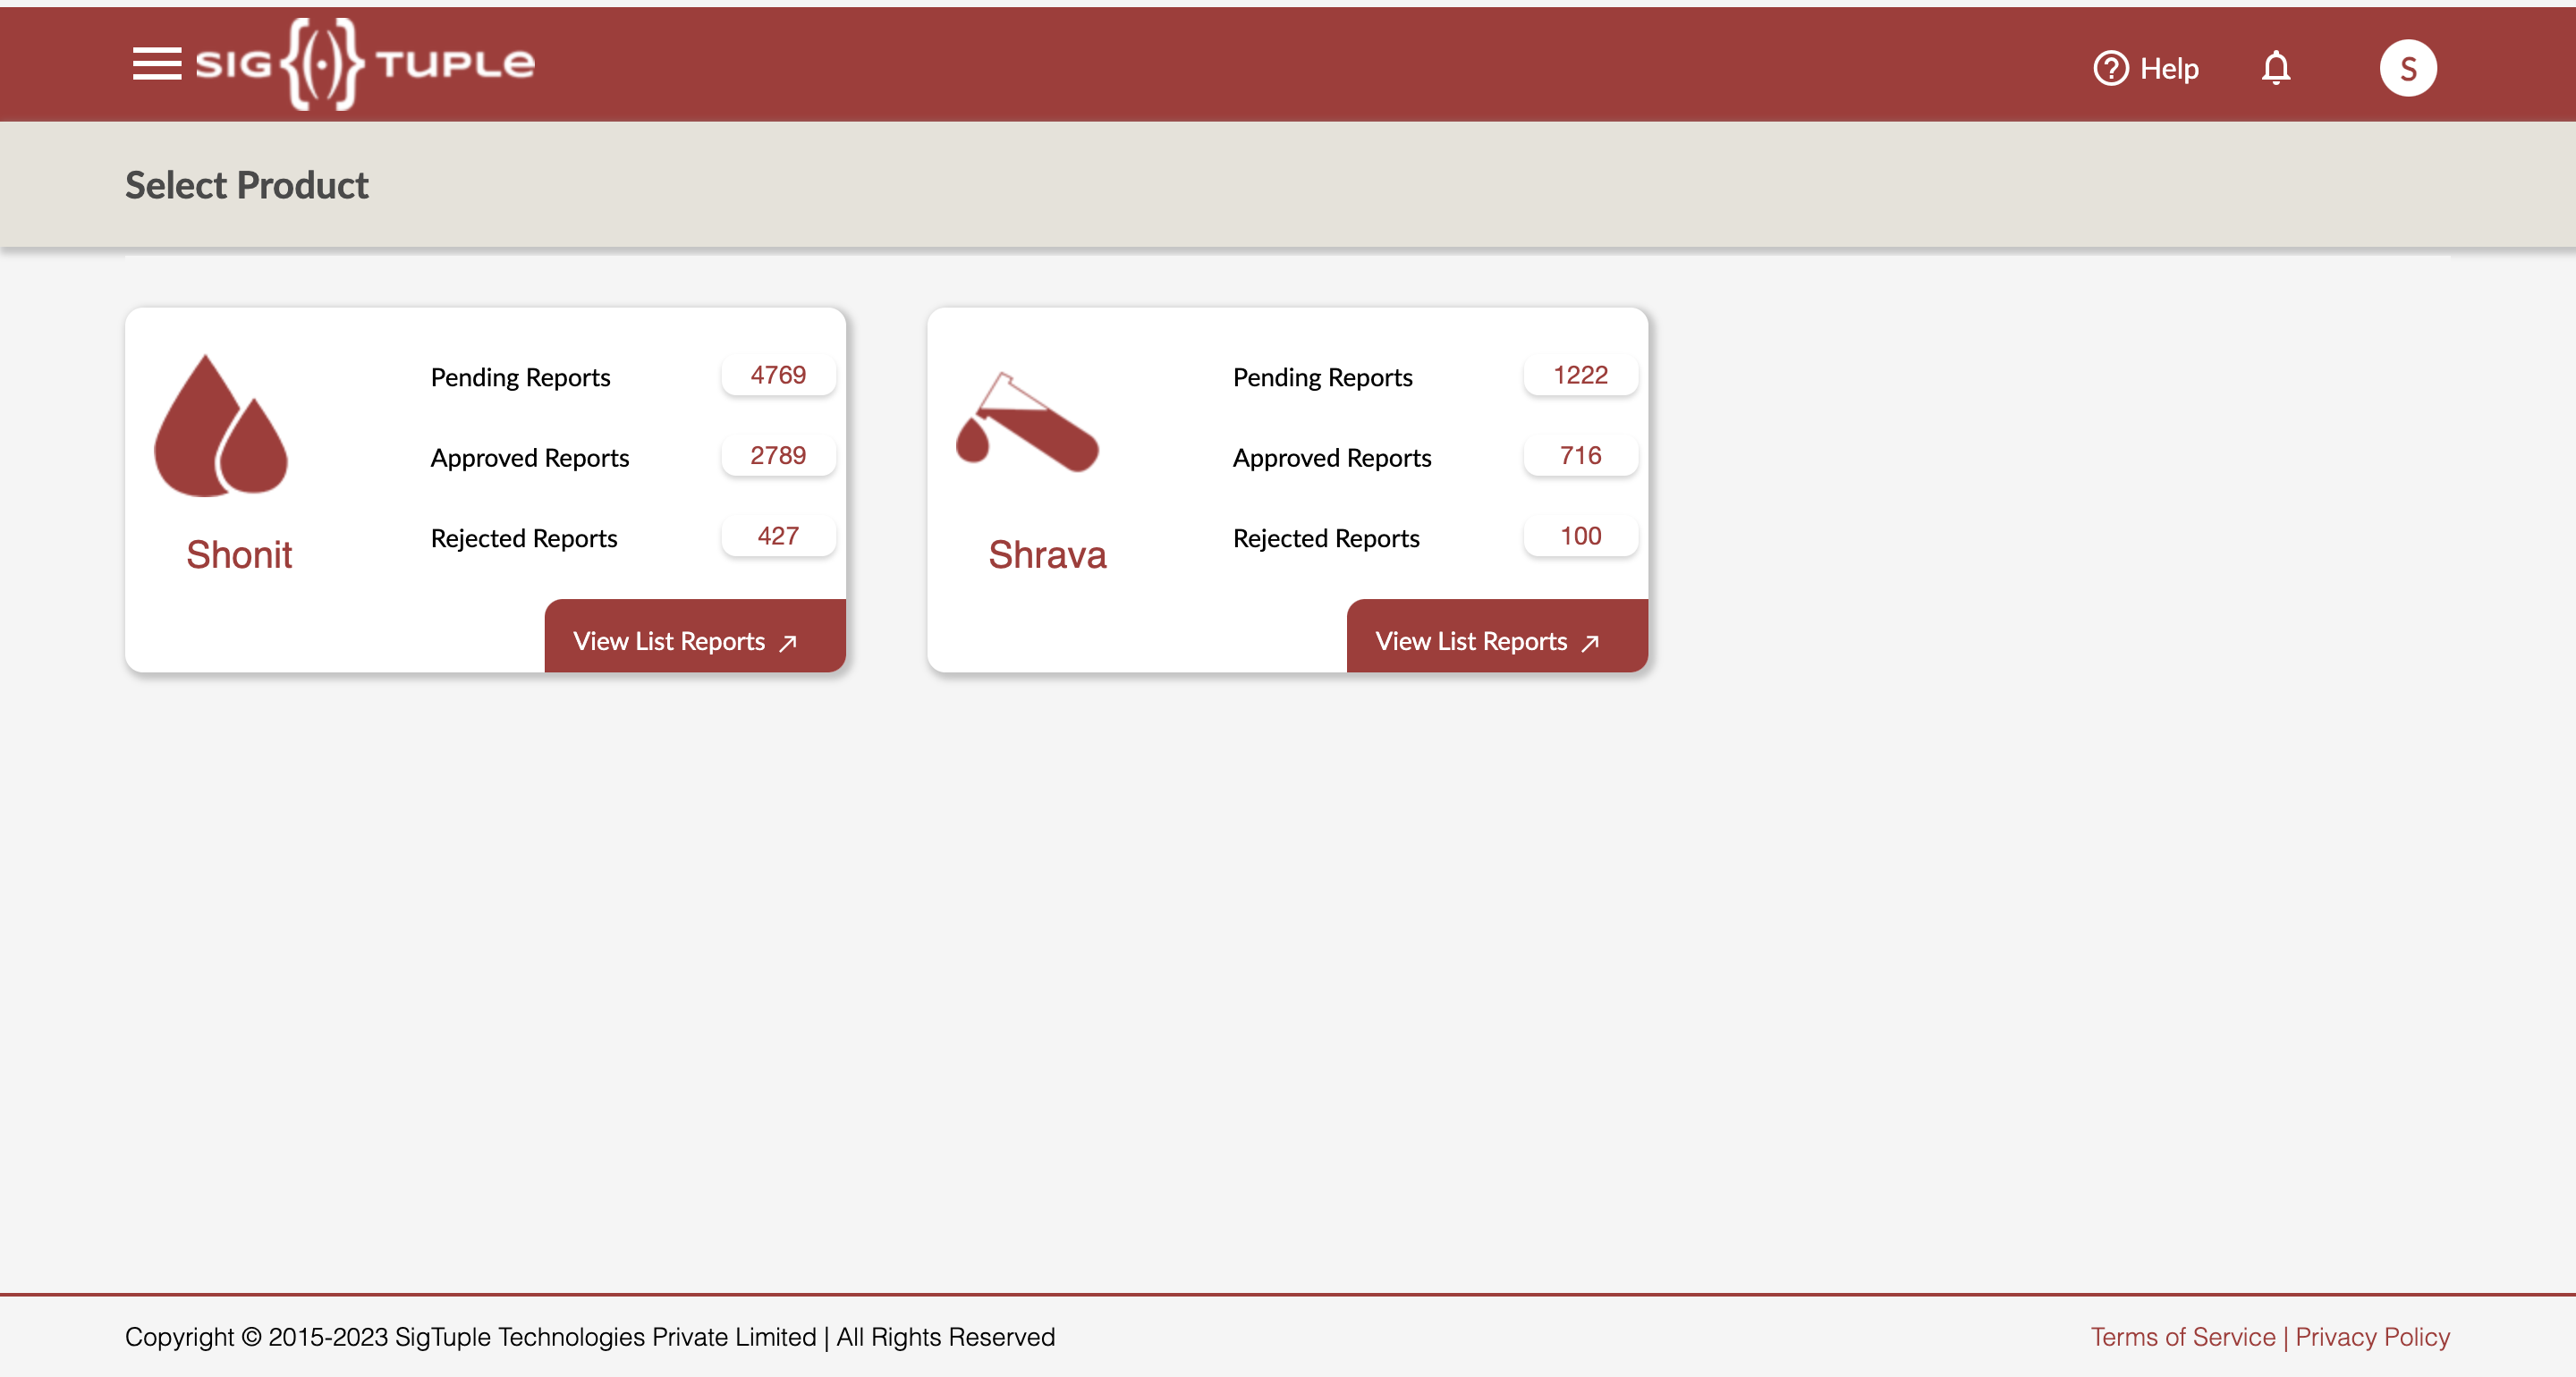 SIG{(·)}TUPLE
Help
S
Select Product
Pending Reports 4769
Approved Reports 2789
Rejected Reports 427
Shonit
View List Reports
Pending Reports 1222
Approved Reports 716
Rejected Reports 100
Shrava
View List Reports
Copyright © 2015-2023 SigTuple Technologies Private Limited | All Rights Reserved
Terms of Service | Privacy Policy